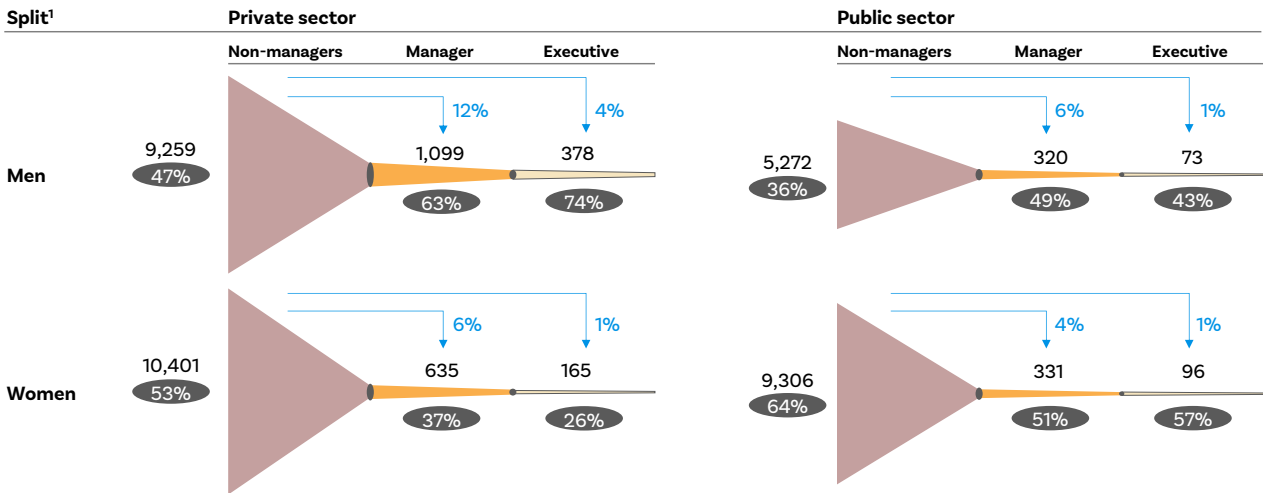 Split¹ Private sector Public sector
Non-managers Manager Executive Non-managers Manager Executive
12% 4% 6% 1%
9,259 1,099 378 5,272 320 73
Men 47% 63% 74% 36% 49% 43%
6% 1% 4% 1%
10,401 635 165 9,306 331 96
Women 53% 37% 26% 64% 51% 57%